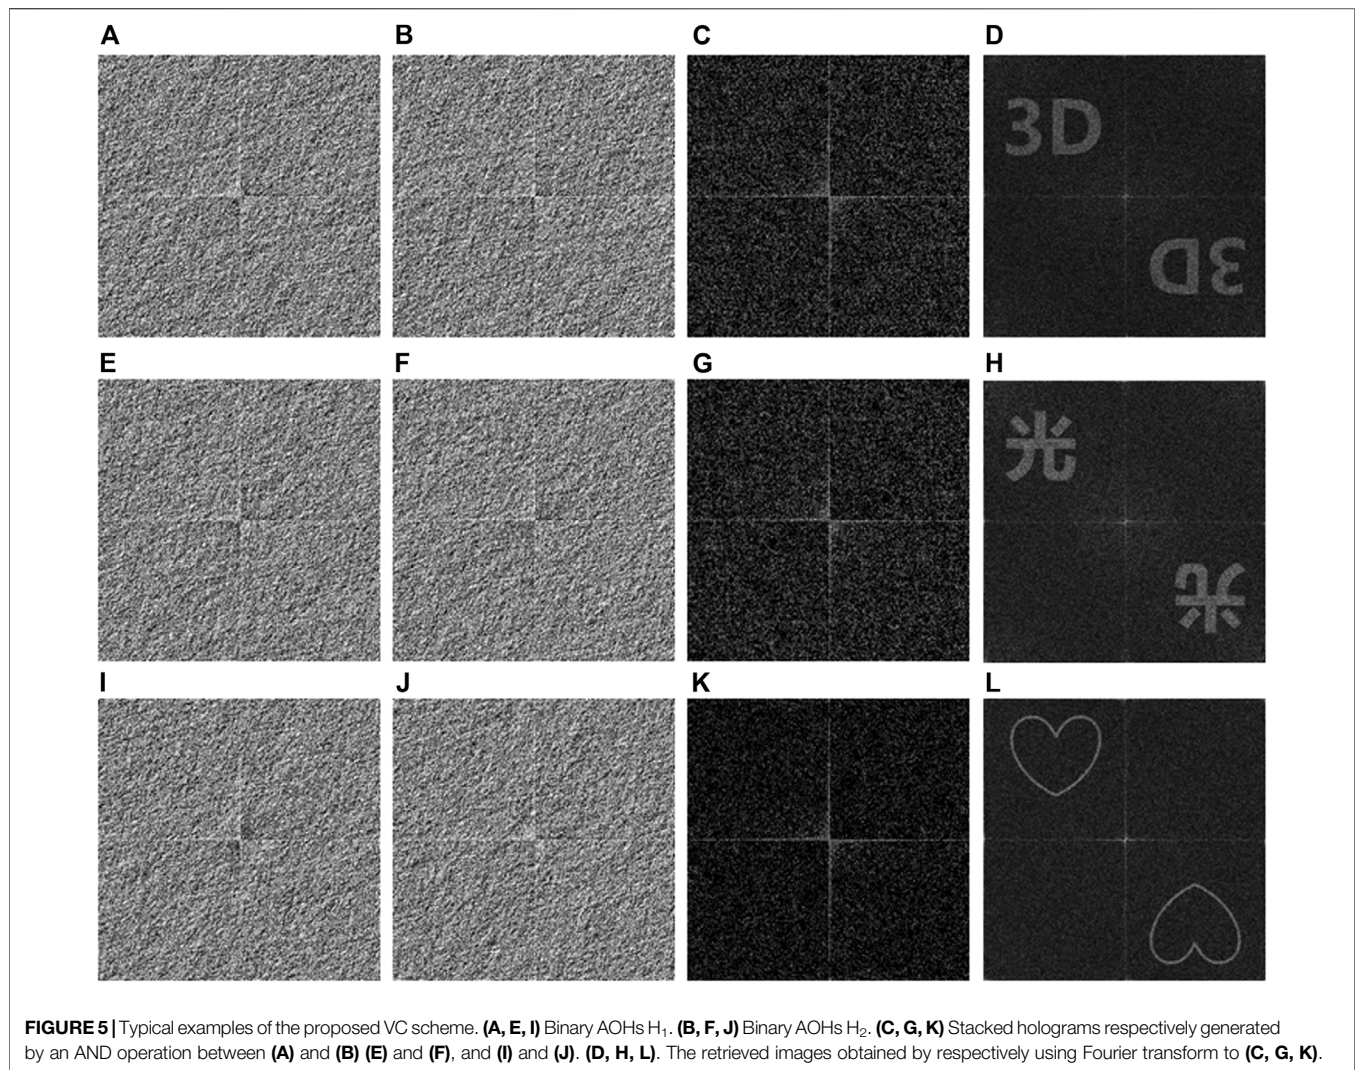 A B C D
3D
3D
E F G H
光
光
I J K L
FIGURE 5 | Typical examples of the proposed VC scheme. (A, E, I) Binary AOHs H₁. (B, F, J) Binary AOHs H₂. (C, G, K) Stacked holograms respectively generated
by an AND operation between (A) and (B) (E) and (F), and (I) and (J). (D, H, L). The retrieved images obtained by respectively using Fourier transform to (C, G, K).